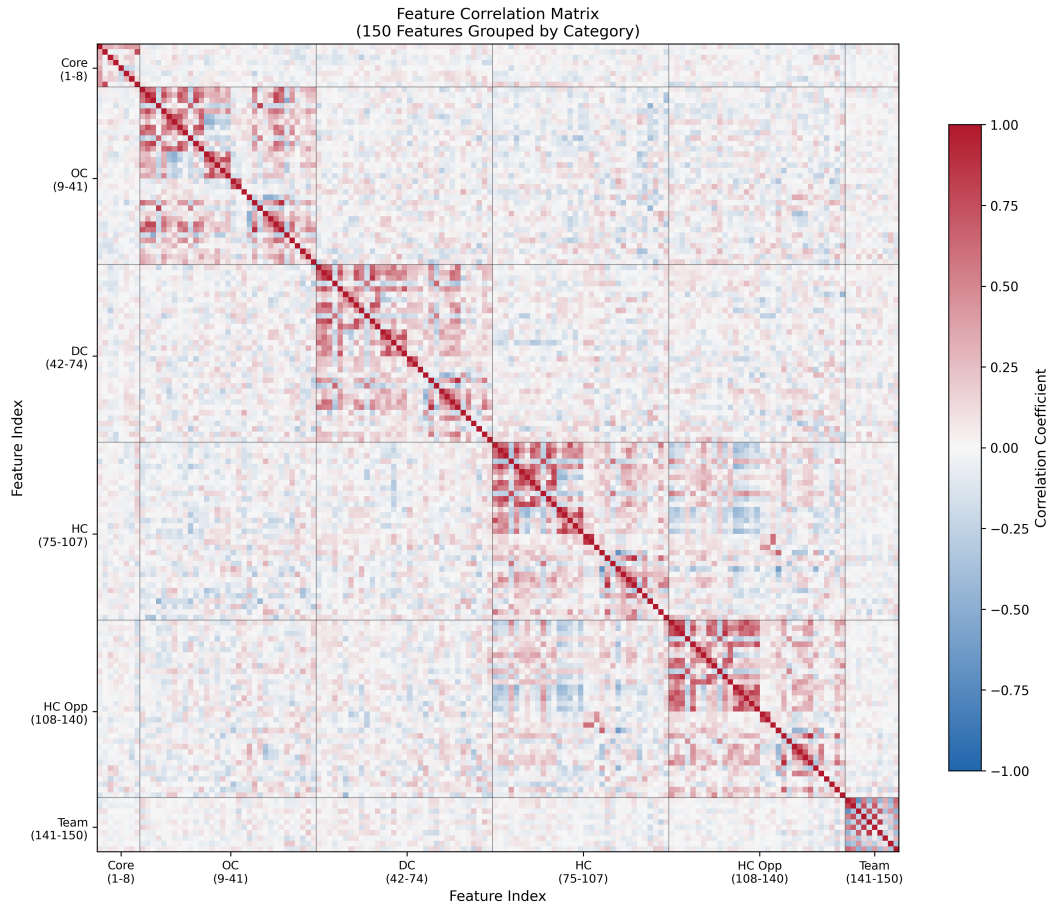 Feature Correlation Matrix
(150 Features Grouped by Category)
Core
(1-8)
OC
(9-41)
DC
(42-74)
HC
(75-107)
HC Opp
(108-140)
Team
(141-150)
Feature Index
Core
(1-8)
OC
(9-41)
DC
(42-74)
HC
(75-107)
HC Opp
(108-140)
Team
(141-150)
Feature Index
1.00
0.75
0.50
0.25
0.00
−0.25
−0.50
−0.75
−1.00
Correlation Coefficient